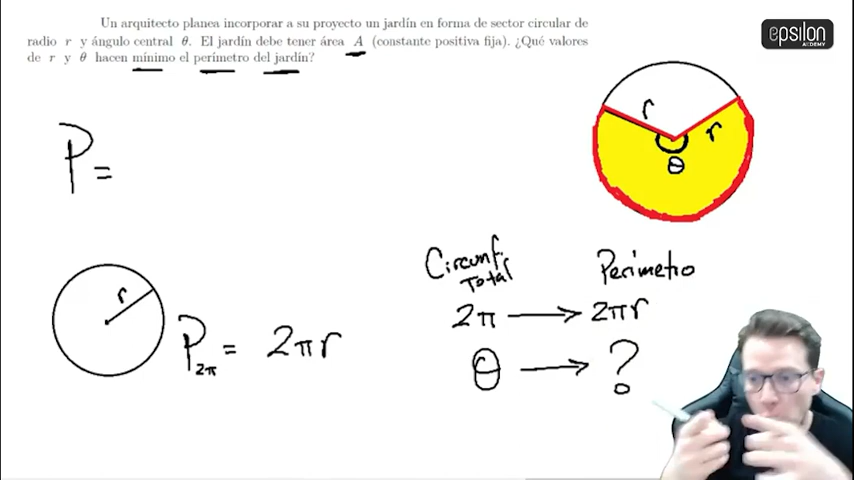 Un arquitecto planea incorporar a su proyecto un jardín en forma de sector circular de
radio r y ángulo central θ. El jardín debe tener área A (constante positiva fija). ¿Qué valores
de r y θ hacen mínimo el perímetro del jardín?
epsilon
ACADEMY
r
r
θ
P =
Circunf. Perímetro
Total
2π → 2πr
θ → ?
r
P2π = 2πr